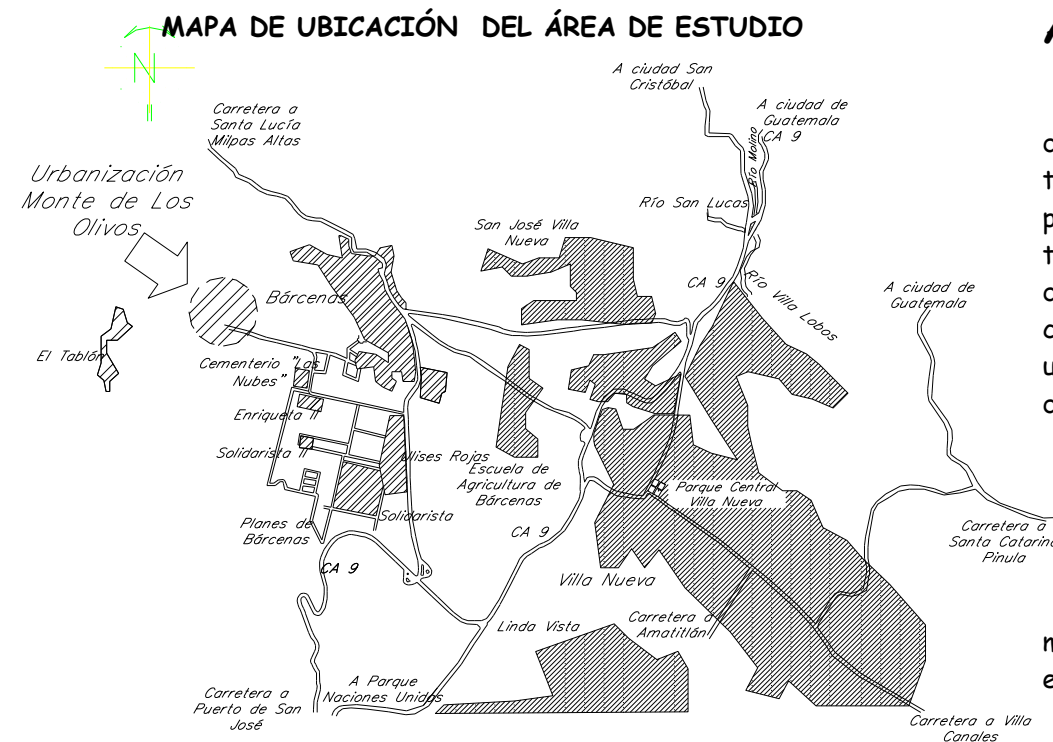 MAPA DE UBICACIÓN DEL ÁREA DE ESTUDIO
N
A ciudad San
Cristóbal
A ciudad de
Guatemala
CA 9
Río Molino
Carretera a
Santa Lucía
Milpas Altas
Urbanización
Monte de Los
Olivos
Río San Lucas
San José Villa
Nueva
CA 9
Río Villa Lobos
A ciudad de
Guatemala
Bárcenas
El Tablón
Cementerio "Las
Nubes"
Enriqueta II
Solidarista II
Ulises Rojas
Escuela de
Agricultura de
Bárcenas
Parque Central
Villa Nueva
Solidarista
Planes de
Bárcenas
CA 9
Carretera a
Santa Catarina
Pinula
CA 9
Villa Nueva
Carretera a
Amatitlán
Linda Vista
A Parque
Naciones Unidas
Carretera a
Puerto de San
José
Carretera a Villa
Canales